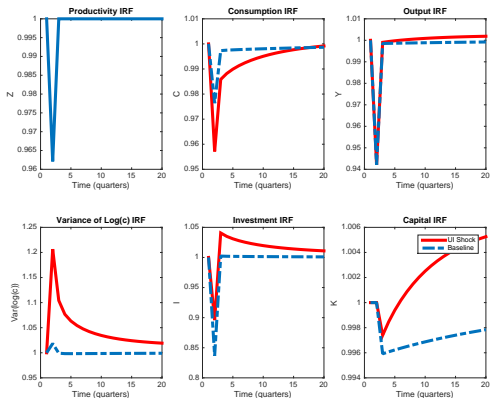 Productivity IRF
1
0.995
0.99
0.985
0.98
0.975
0.97
0.965
0.96
0 5 10 15 20
Z
Time (quarters)
Consumption IRF
1.01
1
0.99
0.98
0.97
0.96
0.95
0 5 10 15 20
C
Time (quarters)
Output IRF
1.01
1
0.99
0.98
0.97
0.96
0.95
0.94
0 5 10 15 20
Y
Time (quarters)
Variance of Log(c) IRF
1.25
1.2
1.15
1.1
1.05
1
0.95
0 5 10 15 20
Var(log(c))
Time (quarters)
Investment IRF
1.05
1
0.95
0.9
0.85
0.8
0 5 10 15 20
I
Time (quarters)
Capital IRF
1.006
1.004
1.002
1
0.998
0.996
0.994
0 5 10 15 20
K
Time (quarters)
UI Shock
Baseline